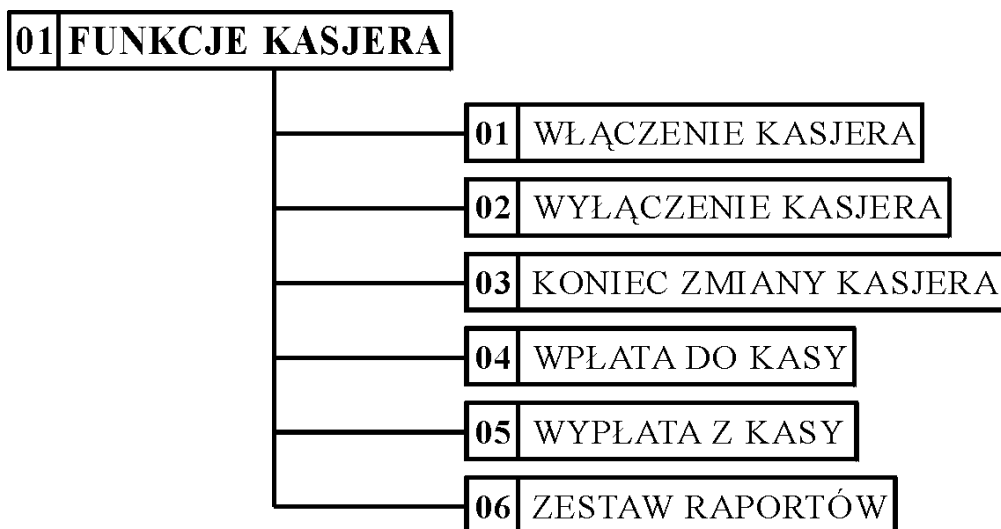 01 FUNKCJE KASJERA
01 WŁĄCZENIE KASJERA
02 WYŁĄCZENIE KASJERA
03 KONIEC ZMIANY KASJERA
04 WPŁATA DO KASY
05 WYPŁATA Z KASY
06 ZESTAW RAPORTÓW